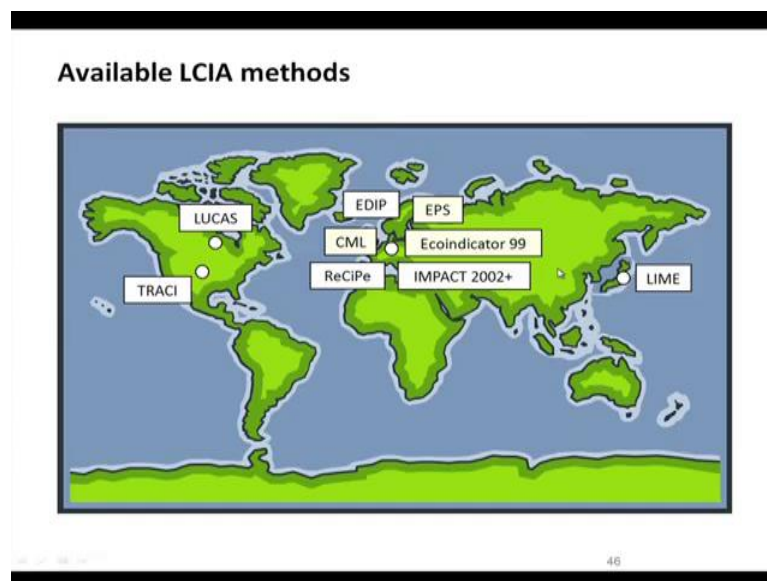 Available LCIA methods
LUCAS
EDIP
EPS
CML
Ecoindicator 99
TRACI
ReCiPe
IMPACT 2002+
LIME
46